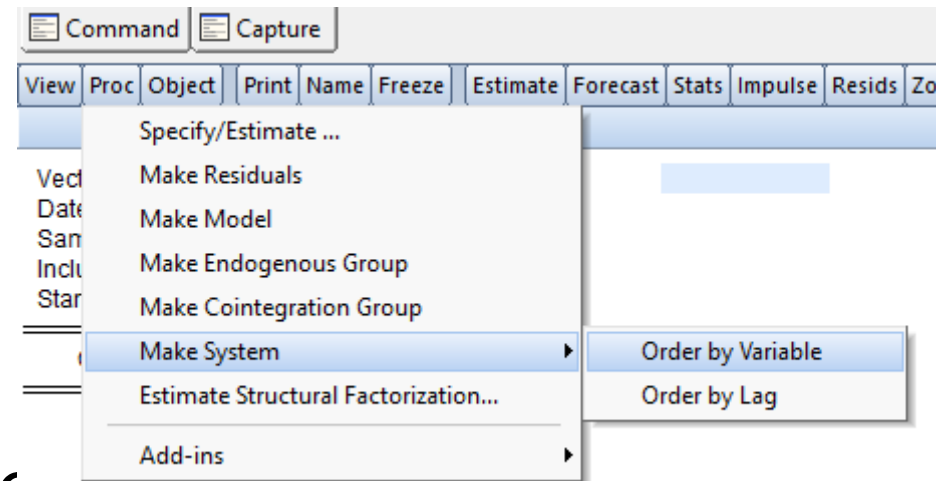 Command Capture
View Proc Object Print Name Freeze Estimate Forecast Stats Impulse Resids
Specify/Estimate ...
Make Residuals
Make Model
Make Endogenous Group
Make Cointegration Group
Make System
Order by Variable
Estimate Structural Factorization...
Order by Lag
Add-ins